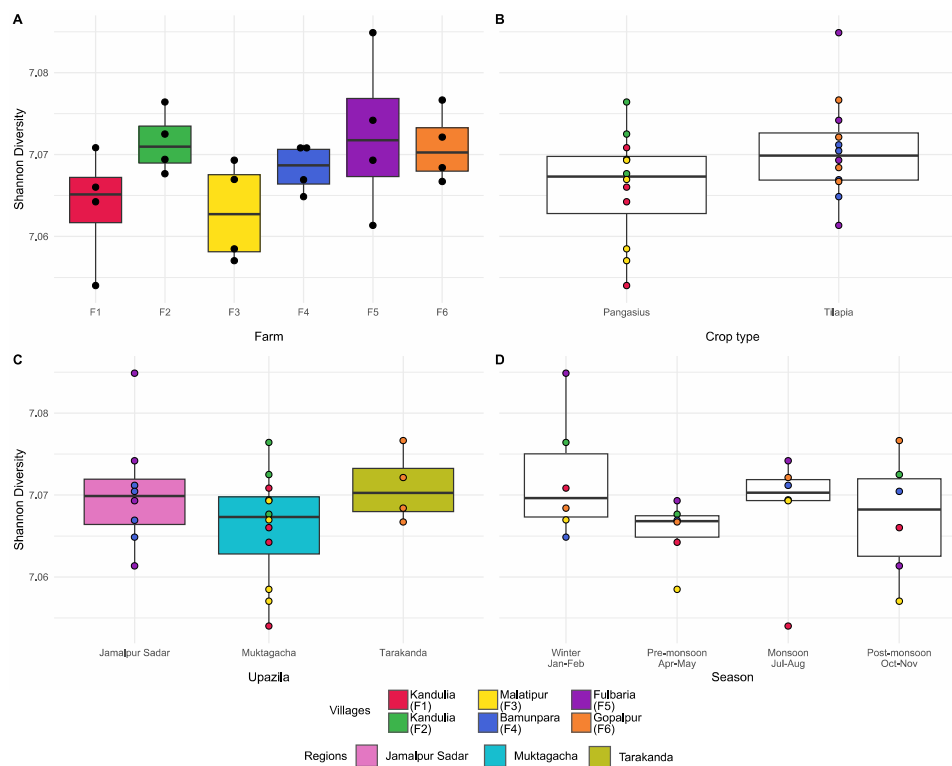 A
B
Shannon Diversity
7.08
7.07
7.06
F1 F2 F3 F4 F5 F6
Farm
Pangasius Tilapia
Crop type
C
D
Shannon Diversity
7.08
7.07
7.06
Jamalpur Sadar Muktagacha Tarakanda
Upazila
Winter Pre-monsoon Monsoon Post-monsoon
Jan-Feb Apr-May Jul-Aug Oct-Nov
Season
Villages
Kandulia
(F1)
Malatipur
(F3)
Fulbaria
(F5)
Kandulia
(F2)
Bamunpara
(F4)
Gopalpur
(F6)
Regions Jamalpur Sadar Muktagacha Tarakanda